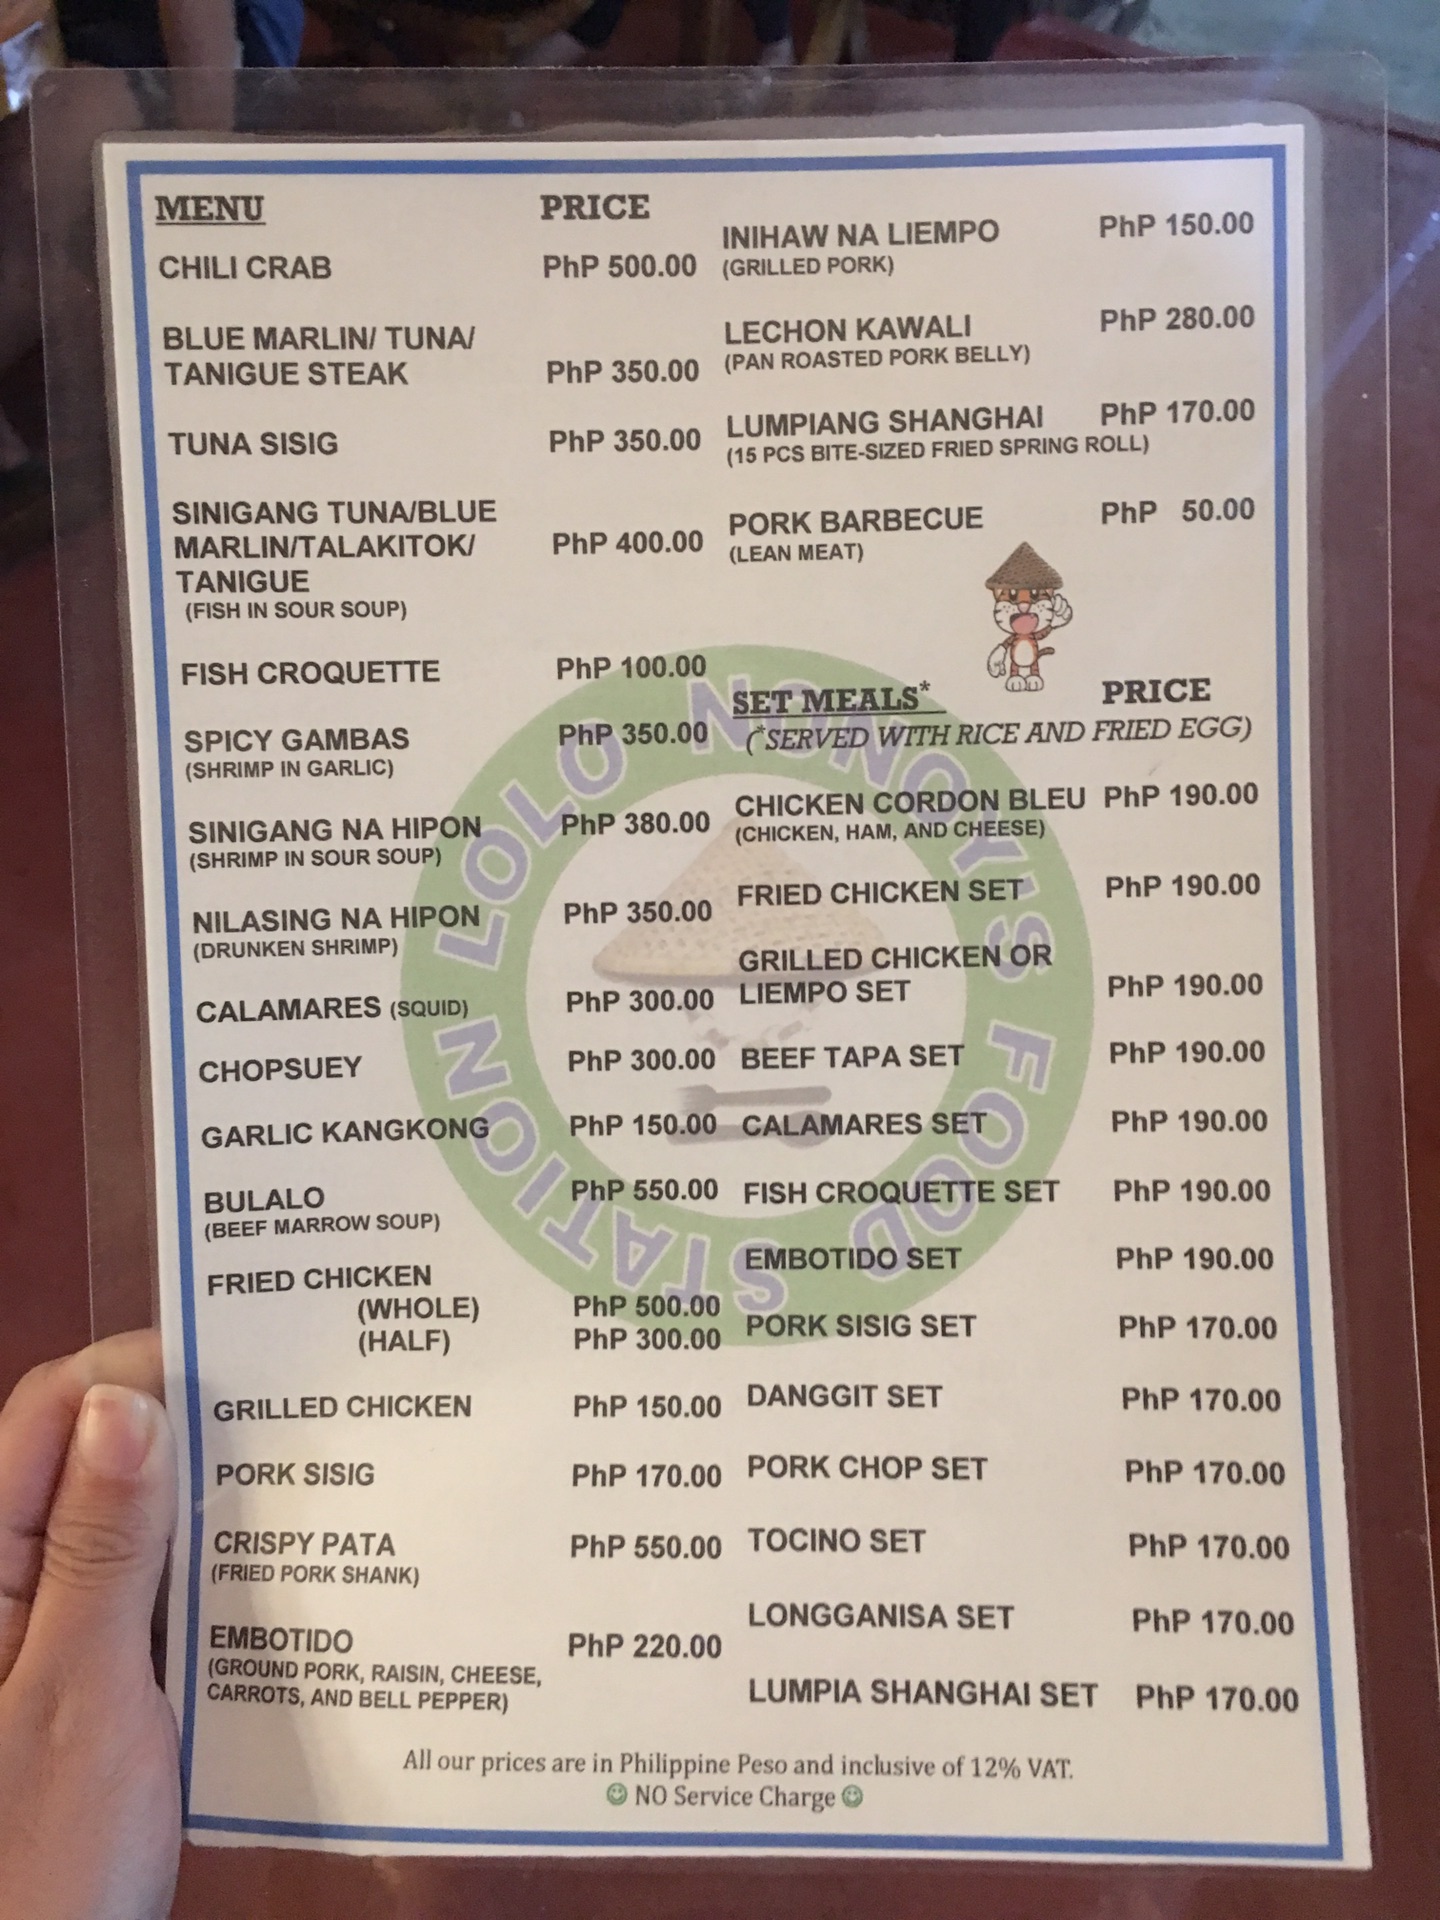 MENU PRICE
CHILI CRAB PhP 500.00
BLUE MARLIN/ TUNA/
TANIGUE STEAK PhP 350.00
TUNA SISIG PhP 350.00
SINIGANG TUNA/BLUE
MARLIN/TALAKITOK/ PhP 400.00
TANIGUE
(FISH IN SOUR SOUP)
FISH CROQUETTE PhP 100.00
SPICY GAMBAS PhP 350.00
(SHRIMP IN GARLIC)
SINIGANG NA HIPON PhP 380.00
(SHRIMP IN SOUR SOUP)
NILASING NA HIPON PhP 350.00
(DRUNKEN SHRIMP)
CALAMARES (SQUID) PhP 300.00
CHOPSUEY PhP 300.00
GARLIC KANGKONG PhP 150.00
BULALO PhP 550.00
(BEEF MARROW SOUP)
FRIED CHICKEN
(WHOLE) PhP 500.00
(HALF) PhP 300.00
GRILLED CHICKEN PhP 150.00
PORK SISIG PhP 170.00
CRISPY PATA PhP 550.00
(FRIED PORK SHANK)
EMBOTIDO PhP 220.00
(GROUND PORK, RAISIN, CHEESE,
CARROTS, AND BELL PEPPER)
INIHAW NA LIEMPO PhP 150.00
(GRILLED PORK)
LECHON KAWALI PhP 280.00
(PAN ROASTED PORK BELLY)
LUMPIANG SHANGHAI PhP 170.00
(15 PCS BITE-SIZED FRIED SPRING ROLL)
PORK BARBECUE PhP 50.00
(LEAN MEAT)
SET MEALS* PRICE
(*SERVED WITH RICE AND FRIED EGG)
CHICKEN CORDON BLEU PhP 190.00
(CHICKEN, HAM, AND CHEESE)
FRIED CHICKEN SET PhP 190.00
GRILLED CHICKEN OR
LIEMPO SET PhP 190.00
BEEF TAPA SET PhP 190.00
CALAMARES SET PhP 190.00
FISH CROQUETTE SET PhP 190.00
EMBOTIDO SET PhP 190.00
PORK SISIG SET PhP 170.00
DANGGIT SET PhP 170.00
PORK CHOP SET PhP 170.00
TOCINO SET PhP 170.00
LONGGANISA SET PhP 170.00
LUMPIA SHANGHAI SET PhP 170.00
LOLO NONOY'S FOOD STATION
All our prices are in Philippine Peso and inclusive of 12% VAT.
☺ NO Service Charge ☺